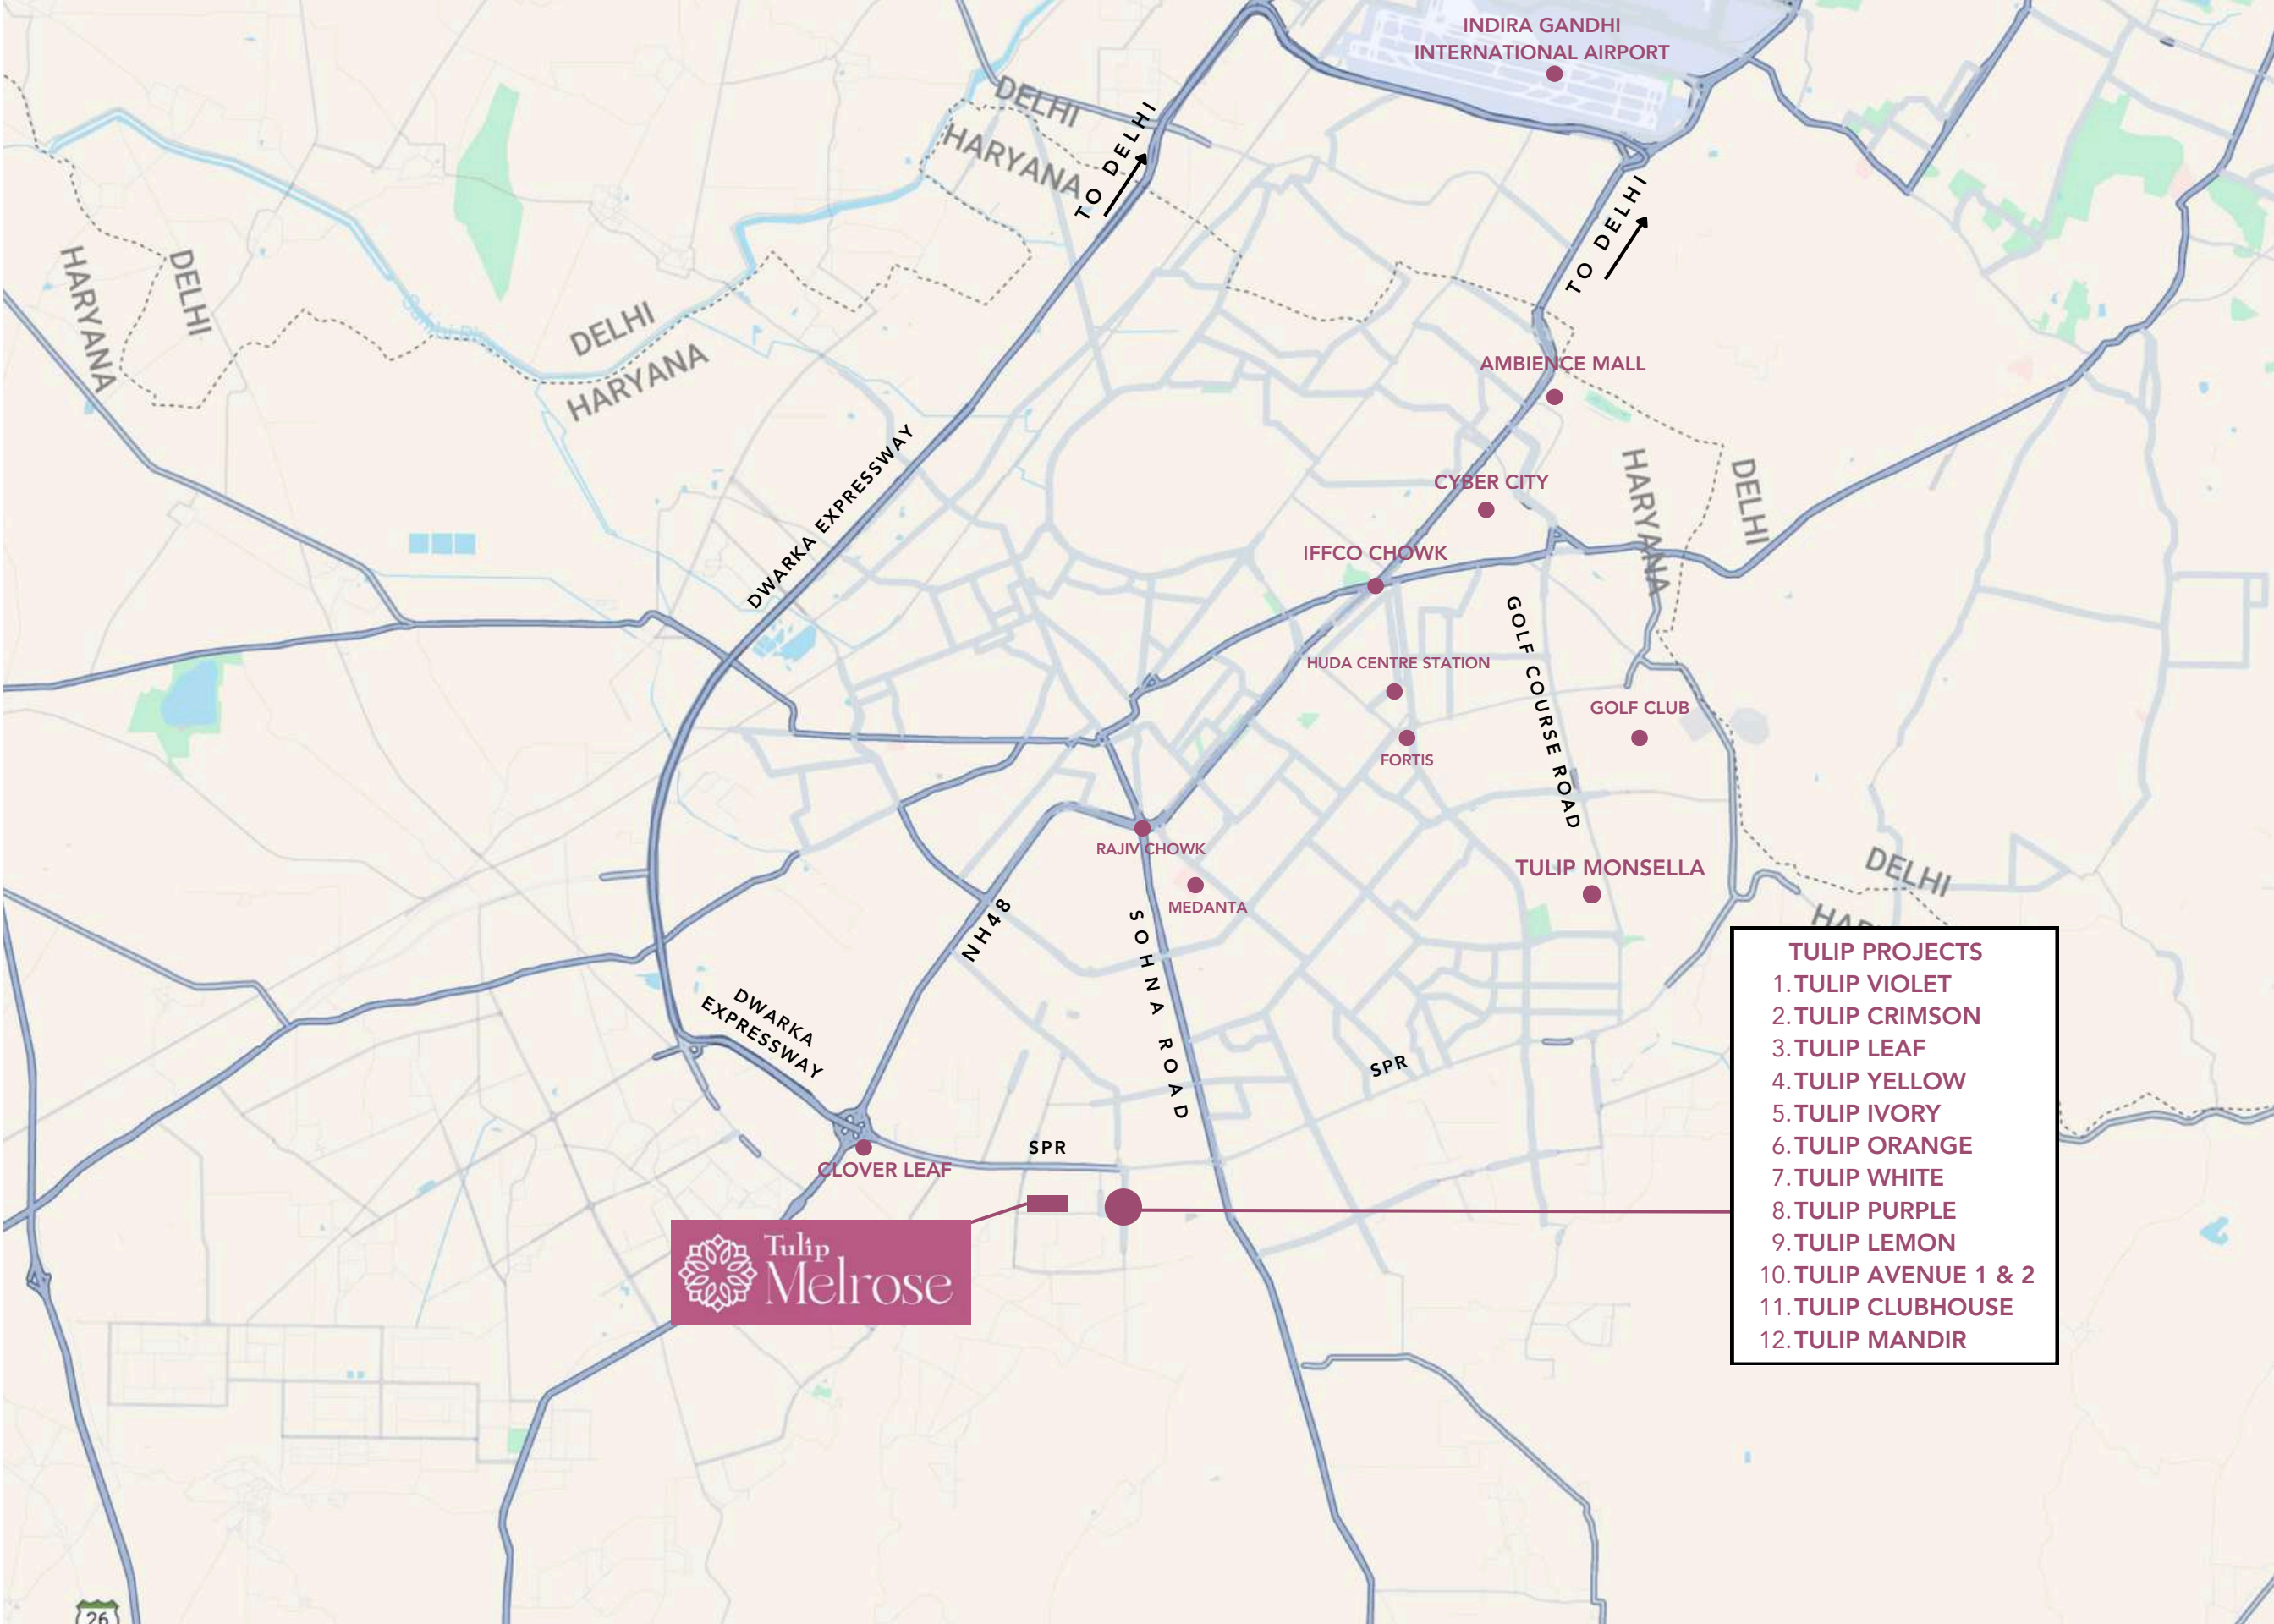 INDIRA GANDHI
INTERNATIONAL AIRPORT
DELHI
HARYANA
TO DELHI
TO DELHI
HARYANA
DELHI
DELHI
HARYANA
AMBIENCE MALL
DWARKA EXPRESSWAY
CYBER CITY
HARYANA
DELHI
IFFCO CHOWK
GOLF COURSE ROAD
HUDA CENTRE STATION
GOLF CLUB
FORTIS
RAJIV CHOWK
TULIP MONSELLA
DELHI
MEDANTA
NH48
SOHNA ROAD
DWARKA
EXPRESSWAY
SPR
SPR
CLOVER LEAF
Tulip
Melrose
TULIP PROJECTS
1. TULIP VIOLET
2. TULIP CRIMSON
3. TULIP LEAF
4. TULIP YELLOW
5. TULIP IVORY
6. TULIP ORANGE
7. TULIP WHITE
8. TULIP PURPLE
9. TULIP LEMON
10. TULIP AVENUE 1 & 2
11. TULIP CLUBHOUSE
12. TULIP MANDIR
26